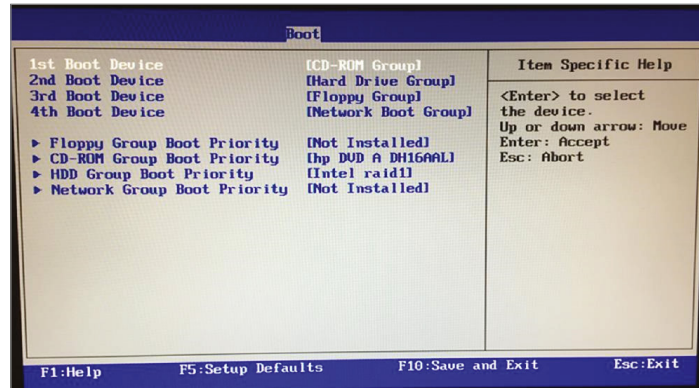 Boot
1st Boot Device [CD-ROM Group]
2nd Boot Device [Hard Drive Group]
3rd Boot Device [Floppy Group]
4th Boot Device [Network Boot Group]
▶ Floppy Group Boot Priority [Not Installed]
▶ CD-ROM Group Boot Priority [hp DVD A DH16AAL]
▶ HDD Group Boot Priority [Intel raid1]
▶ Network Group Boot Priority [Not Installed]
Item Specific Help
<Enter> to select
the device.
Up or down arrow: Move
Enter: Accept
Esc: Abort
F1:Help F5:Setup Defaults F10:Save and Exit Esc:Exit